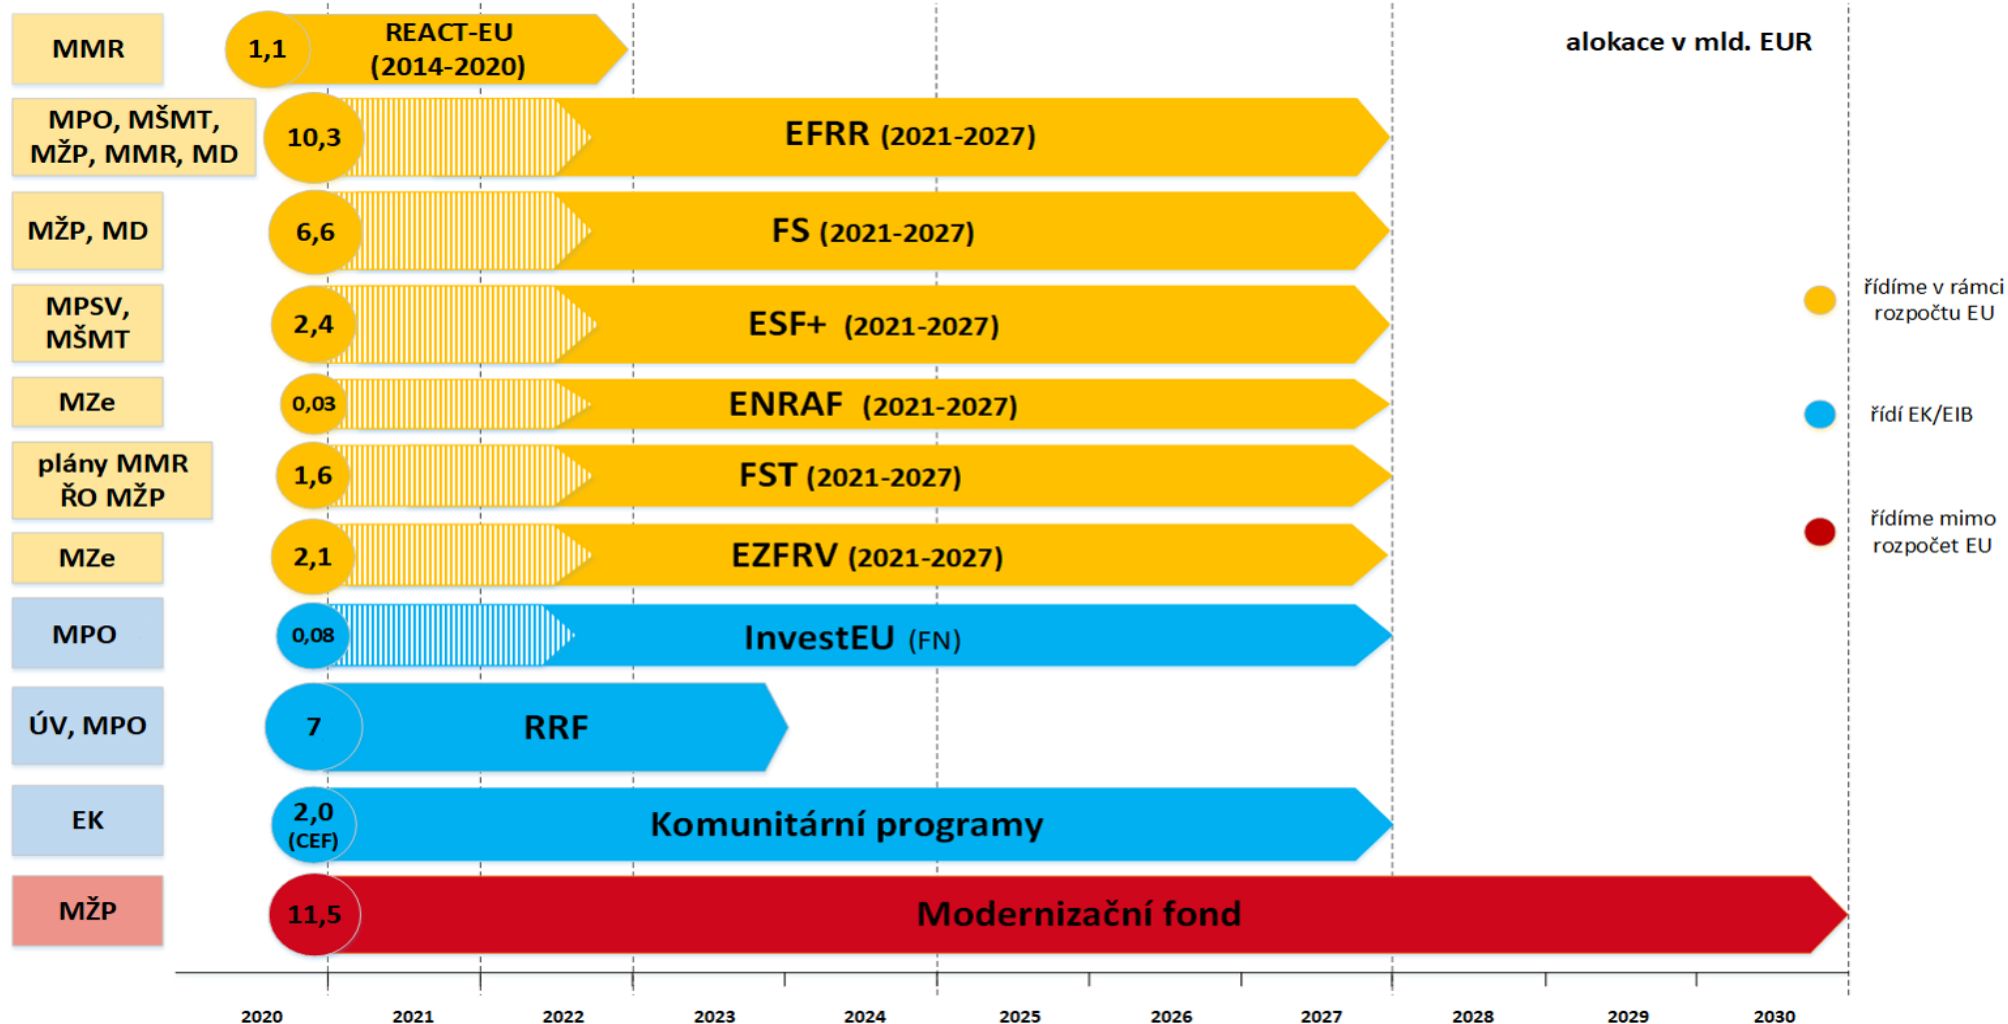 alokace v mld. EUR
MMR
1,1
REACT-EU
(2014-2020)
MPO, MŠMT,
MŽP, MMR, MD
10,3
EFRR (2021-2027)
MŽP, MD
6,6
FS (2021-2027)
MPSV,
MŠMT
2,4
ESF+ (2021-2027)
MZe
0,03
ENRAF (2021-2027)
plány MMR
ŘO MŽP
1,6
FST (2021-2027)
MZe
2,1
EZFRV (2021-2027)
MPO
0,08
InvestEU (FN)
ÚV, MPO
7
RRF
EK
2,0
(CEF)
Komunitární programy
MŽP
11,5
Modernizační fond
řídíme v rámci
rozpočtu EU
řídí EK/EIB
řídíme mimo
rozpočet EU
2020 2021 2022 2023 2024 2025 2026 2027 2028 2029 2030